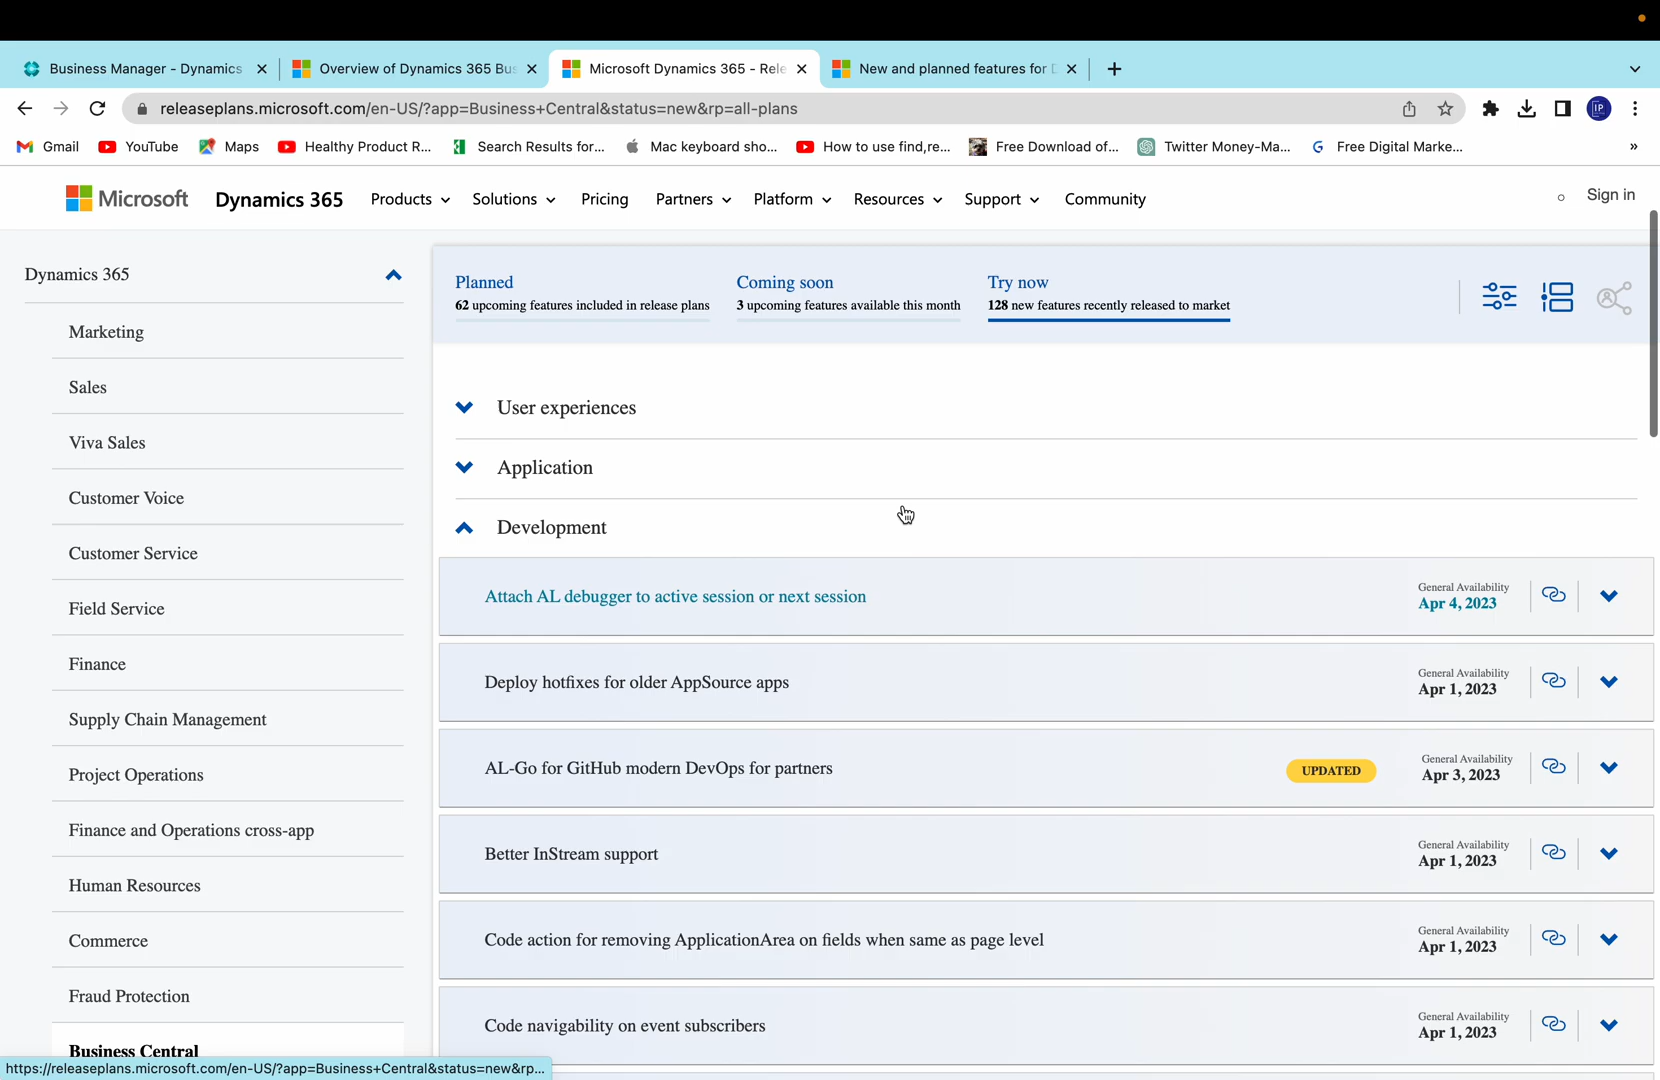 Business Manager - Dynamics
Overview of Dynamics 365 Bus
Microsoft Dynamics 365 - Rele
New and planned features for D
releaseplans.microsoft.com/en-US/?app=Business+Central&status=new&rp=all-plans
IP
Gmail
YouTube
Maps
Healthy Product R...
Search Results for...
Mac keyboard sho...
How to use find,re...
Free Download of...
Twitter Money-Ma...
Free Digital Marke...
»
Microsoft
Dynamics 365
Products
Solutions
Pricing
Partners
Platform
Resources
Support
Community
Sign in
Dynamics 365
Marketing
Sales
Viva Sales
Customer Voice
Customer Service
Field Service
Finance
Supply Chain Management
Project Operations
Finance and Operations cross-app
Human Resources
Commerce
Fraud Protection
Business Central
Planned
62 upcoming features included in release plans
Coming soon
3 upcoming features available this month
Try now
128 new features recently released to market
User experiences
Application
Development
Attach AL debugger to active session or next session
General Availability
Apr 4, 2023
Deploy hotfixes for older AppSource apps
General Availability
Apr 1, 2023
AL-Go for GitHub modern DevOps for partners
UPDATED
General Availability
Apr 3, 2023
Better InStream support
General Availability
Apr 1, 2023
Code action for removing ApplicationArea on fields when same as page level
General Availability
Apr 1, 2023
Code navigability on event subscribers
General Availability
Apr 1, 2023
https://releaseplans.microsoft.com/en-US/?app=Business+Central&status=new&rp...